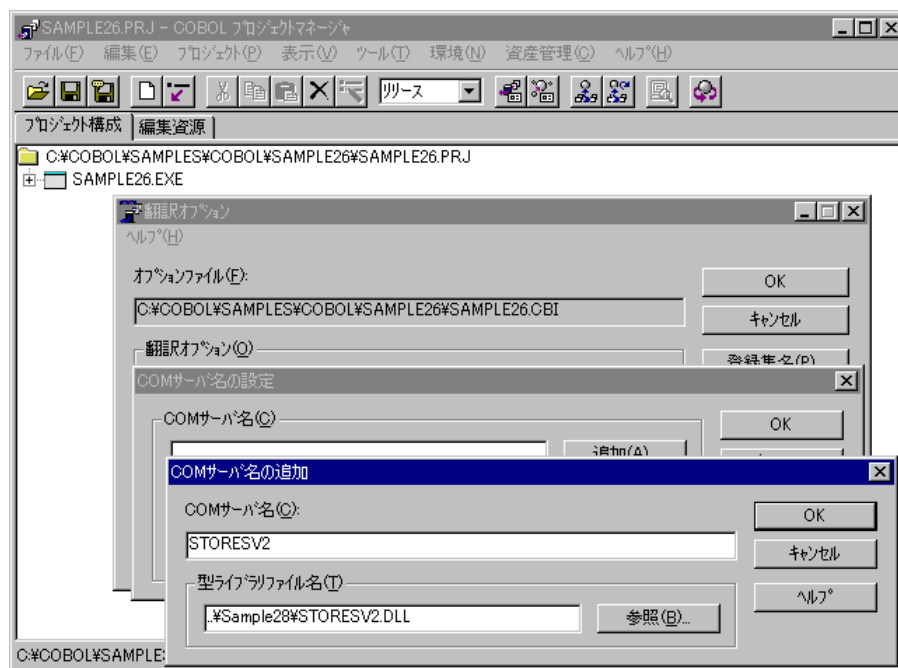 SAMPLE26.PRJ - COBOL プロジェクトマネージャ
ファイル(F) 編集(E) プロジェクト(P) 表示(V) ツール(T) 環境(N) 資産管理(C) ヘルプ(H)
リリース
プロジェクト構成 編集資源
C:¥COBOL¥SAMPLES¥COBOL¥SAMPLE26¥SAMPLE26.PRJ
SAMPLE26.EXE
翻訳オプション
ヘルプ(H)
オプションファイル(F):
OK
C:¥COBOL¥SAMPLES¥COBOL¥SAMPLE26¥SAMPLE26.CBI
キャンセル
翻訳オプション(O)
登録集名(P)
COMサーバ名の設定
COMサーバ名(C)
OK
追加(A)
COMサーバ名の追加
COMサーバ名(C):
OK
STORESV2
キャンセル
型ライブラリファイル名(T)
ヘルプ
..¥Sample28¥STORESV2.DLL
参照(B)...
C:¥COBOL¥SAMPLE